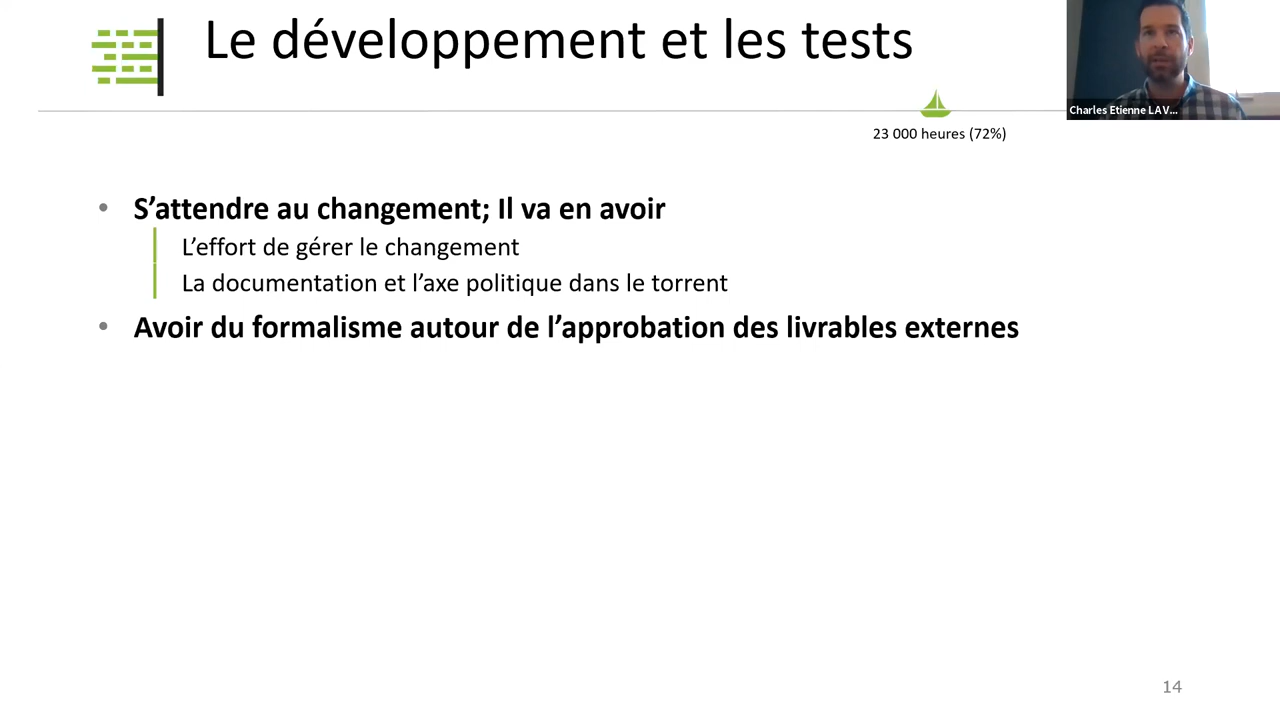 Le développement et les tests
Charles Etienne LAV...
23 000 heures (72%)
• S’attendre au changement; Il va en avoir
L’effort de gérer le changement
La documentation et l’axe politique dans le torrent
• Avoir du formalisme autour de l’approbation des livrables externes
14